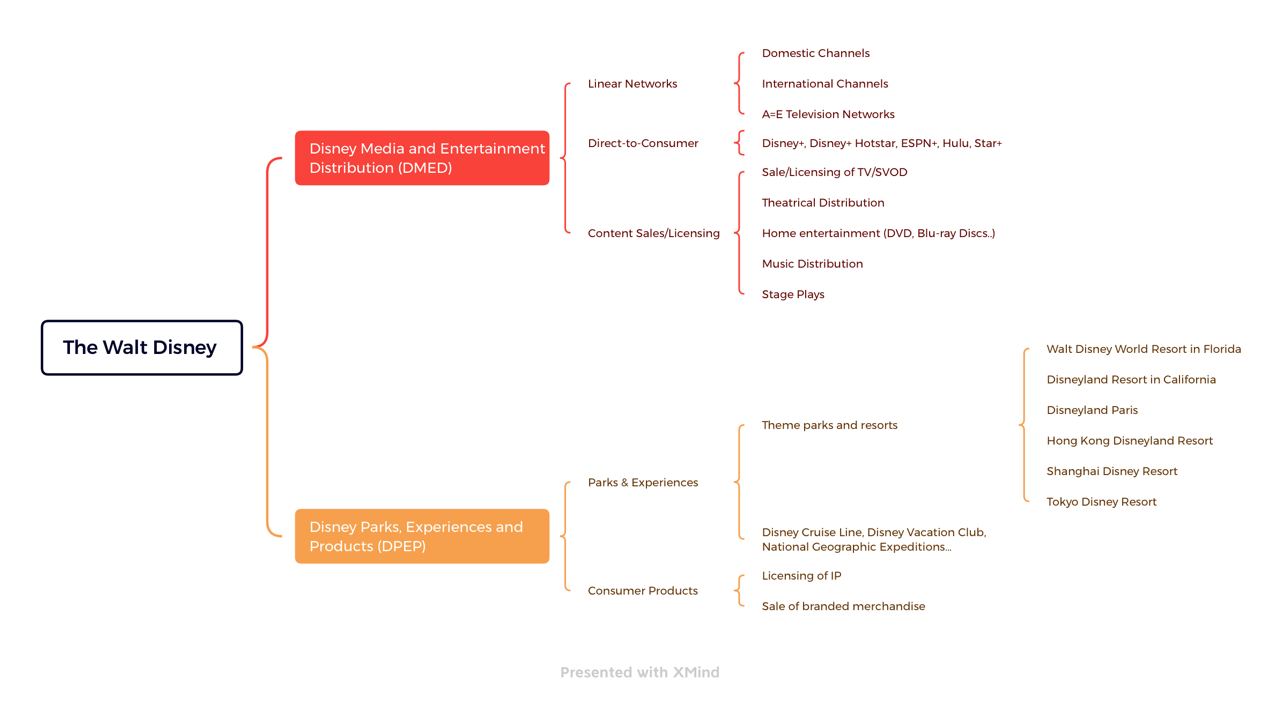 The Walt Disney
Disney Media and Entertainment
Distribution (DMED)
Linear Networks
Domestic Channels
International Channels
A=E Television Networks
Direct-to-Consumer
Disney+, Disney+ Hotstar, ESPN+, Hulu, Star+
Content Sales/Licensing
Sale/Licensing of TV/SVOD
Theatrical Distribution
Home entertainment (DVD, Blu-ray Discs..)
Music Distribution
Stage Plays
Disney Parks, Experiences and
Products (DPEP)
Parks & Experiences
Theme parks and resorts
Walt Disney World Resort in Florida
Disneyland Resort in California
Disneyland Paris
Hong Kong Disneyland Resort
Shanghai Disney Resort
Tokyo Disney Resort
Disney Cruise Line, Disney Vacation Club,
National Geographic Expeditions...
Consumer Products
Licensing of IP
Sale of branded merchandise
Presented with XMind